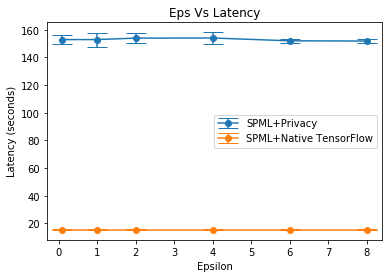 Eps Vs Latency
160
140
120
100
80
60
40
20
Latency (seconds)
SPML+Privacy
SPML+Native TensorFlow
0 1 2 3 4 5 6 7 8
Epsilon